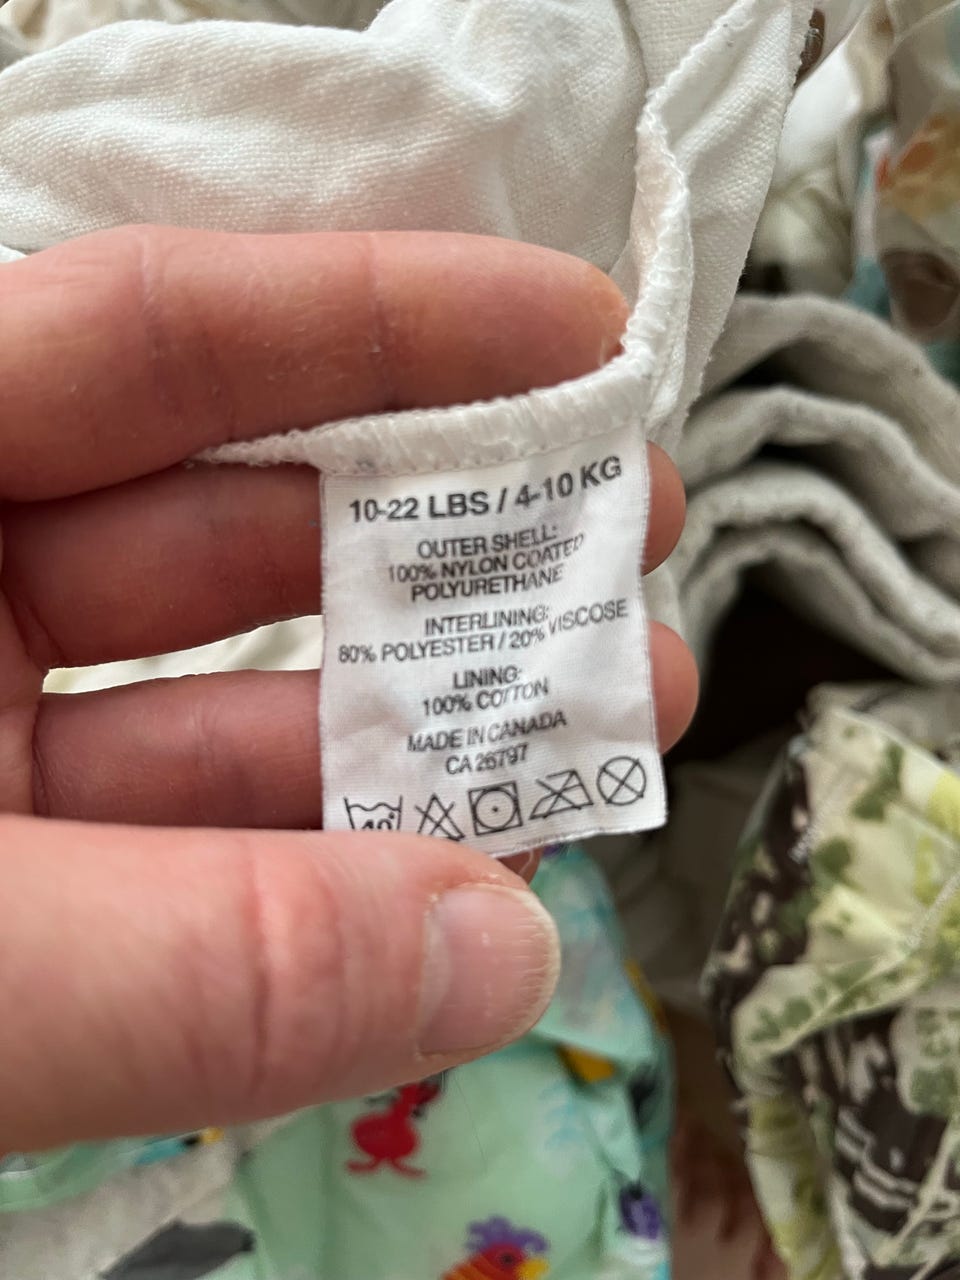 10-22 LBS / 4-10 KG
OUTER SHELL:
100% NYLON COATED
POLYURETHANE
INTERLINING:
80% POLYESTER / 20% VISCOSE
LINING:
100% COTTON
MADE IN CANADA
CA 26797
40°